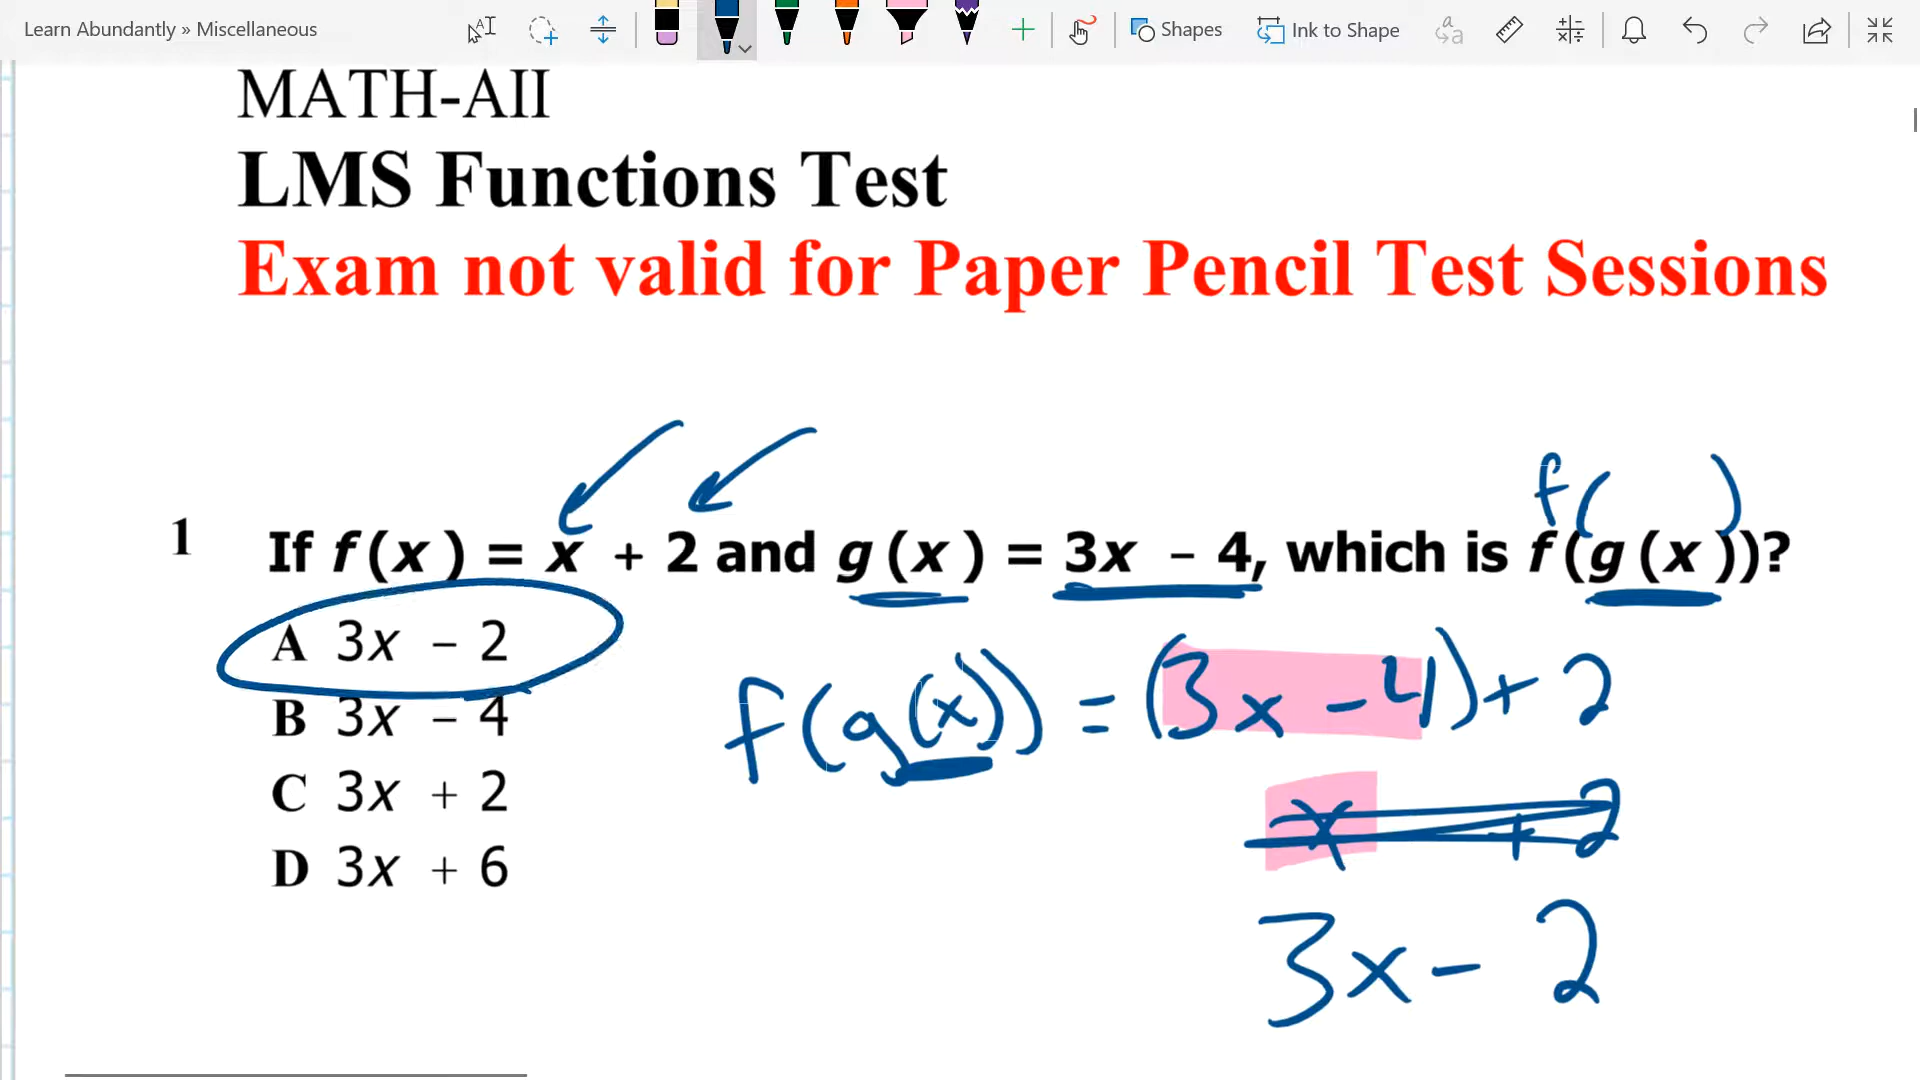 Learn Abundantly » Miscellaneous
Shapes
Ink to Shape
MATH-AII
LMS Functions Test
Exam not valid for Paper Pencil Test Sessions
f( )
1 If f(x) = x + 2 and g(x) = 3x – 4, which is f(g(x))?
A 3x – 2
B 3x – 4
C 3x + 2
D 3x + 6
f(g(x)) = (3x - 4) + 2
x + 2
3x - 2